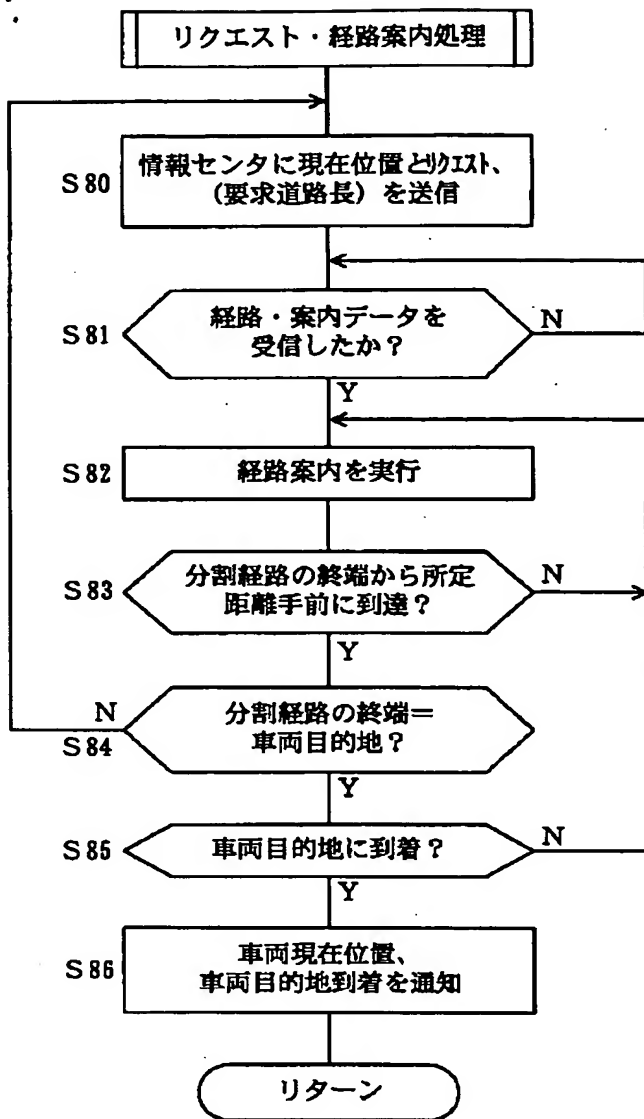 リクエスト・経路案内処理
S80
情報センタに現在位置とリクエスト、
(要求道路長)を送信
S81
経路・案内データを
受信したか?
N
Y
S82
経路案内を実行
S83
分割経路の終端から所定
距離手前に到達?
N
Y
N
S84
分割経路の終端=
車両目的地?
Y
S85
車両目的地に到着?
N
Y
S86
車両現在位置、
車両目的地到着を通知
リターン